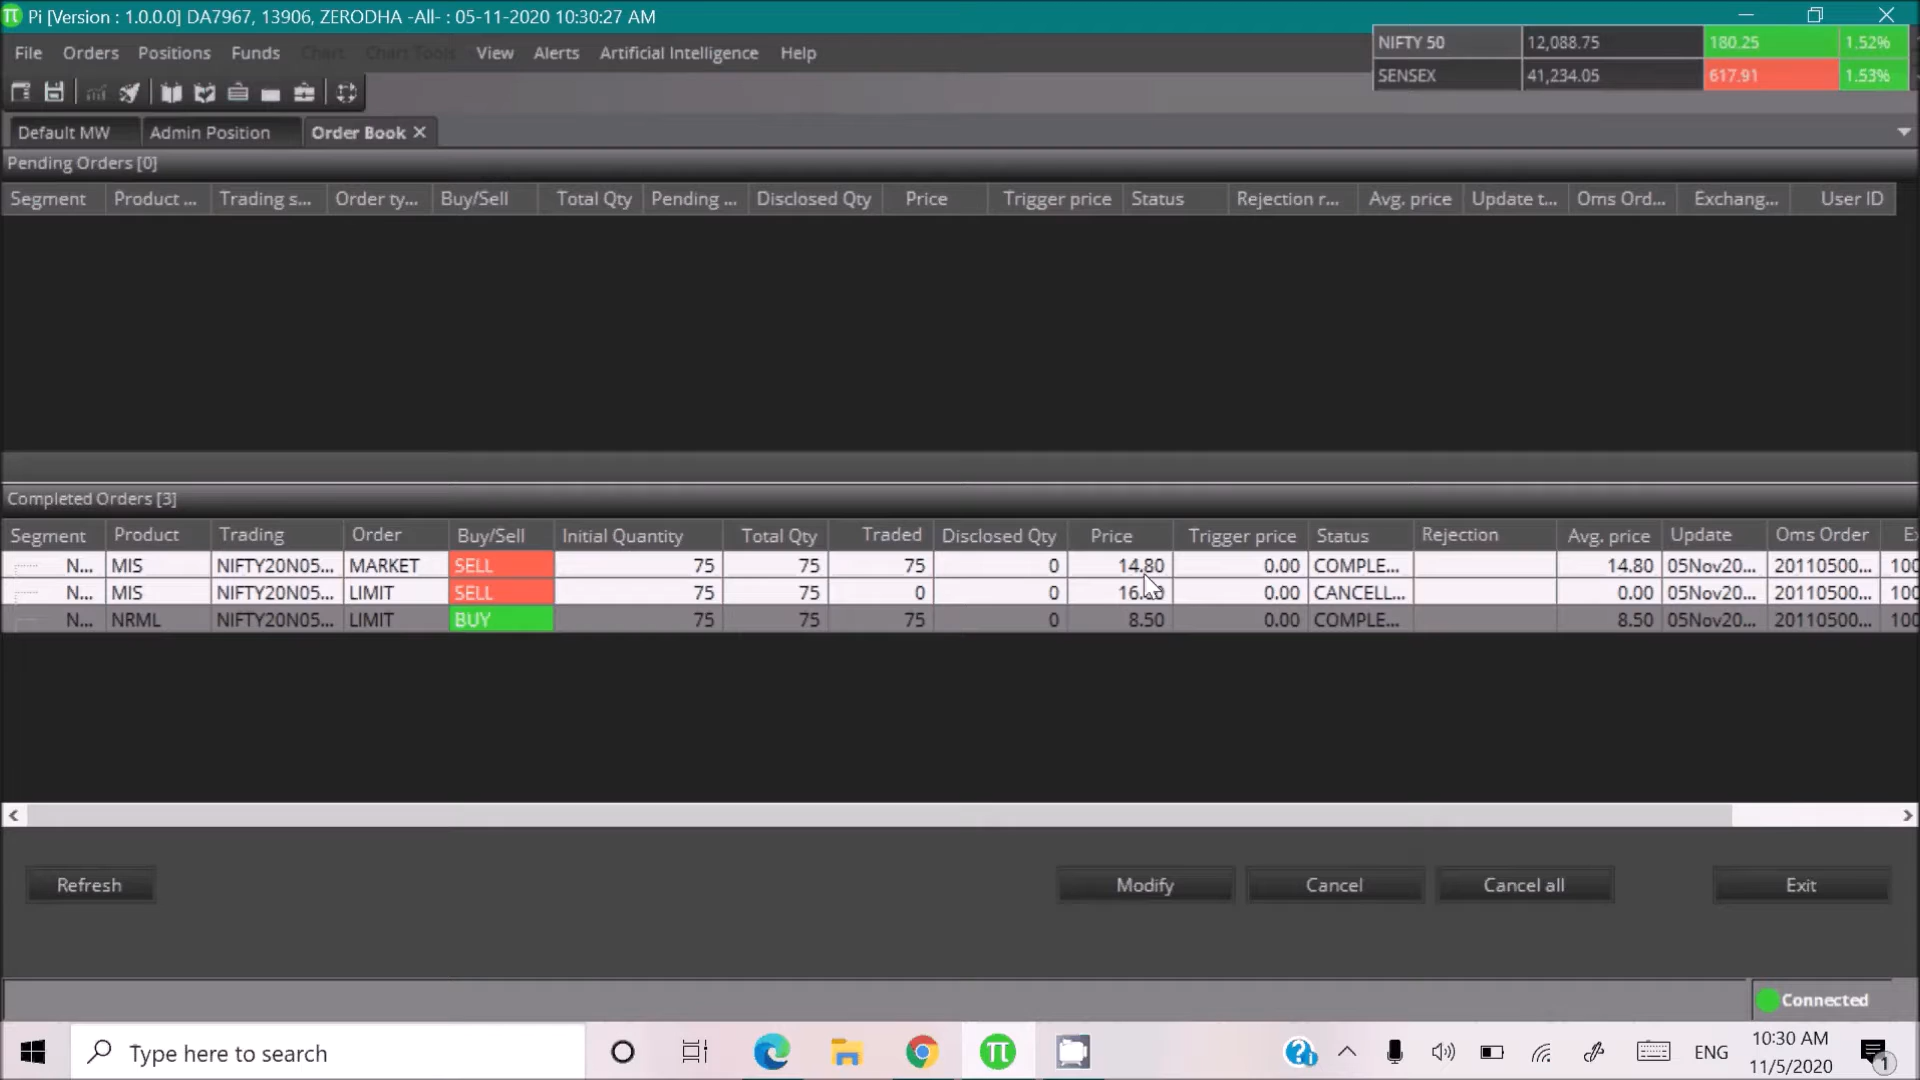 Pi [Version : 1.0.0.0] DA7967, 13906, ZERODHA -All- : 05-11-2020 10:30:27 AM
File Orders Positions Funds Chart Chart Tools View Alerts Artificial Intelligence Help
NIFTY 50 12,088.75 180.25 1.52%
SENSEX 41,234.05 617.91 1.53%
Default MW Admin Position Order Book
Pending Orders [0]
Segment Product ... Trading s... Order ty... Buy/Sell Total Qty Pending ... Disclosed Qty Price Trigger price Status Rejection r... Avg. price Update t... Oms Ord... Exchang... User ID
Completed Orders [3]
Segment Product Trading Order Buy/Sell Initial Quantity Total Qty Traded Disclosed Qty Price Trigger price Status Rejection Avg. price Update Oms Order
N... MIS NIFTY20N05... MARKET SELL 75 75 75 0 14.80 0.00 COMPLE... 14.80 05Nov20... 20110500... 100
N... MIS NIFTY20N05... LIMIT SELL 75 75 0 0 0.00 CANCELL... 0.00 05Nov20... 20110500... 100
N... NRML NIFTY20N05... LIMIT BUY 75 75 75 0 8.50 0.00 COMPLE... 8.50 05Nov20... 20110500... 100
Refresh Modify Cancel Cancel all Exit
Connected
Type here to search
ENG
10:30 AM
11/5/2020
1